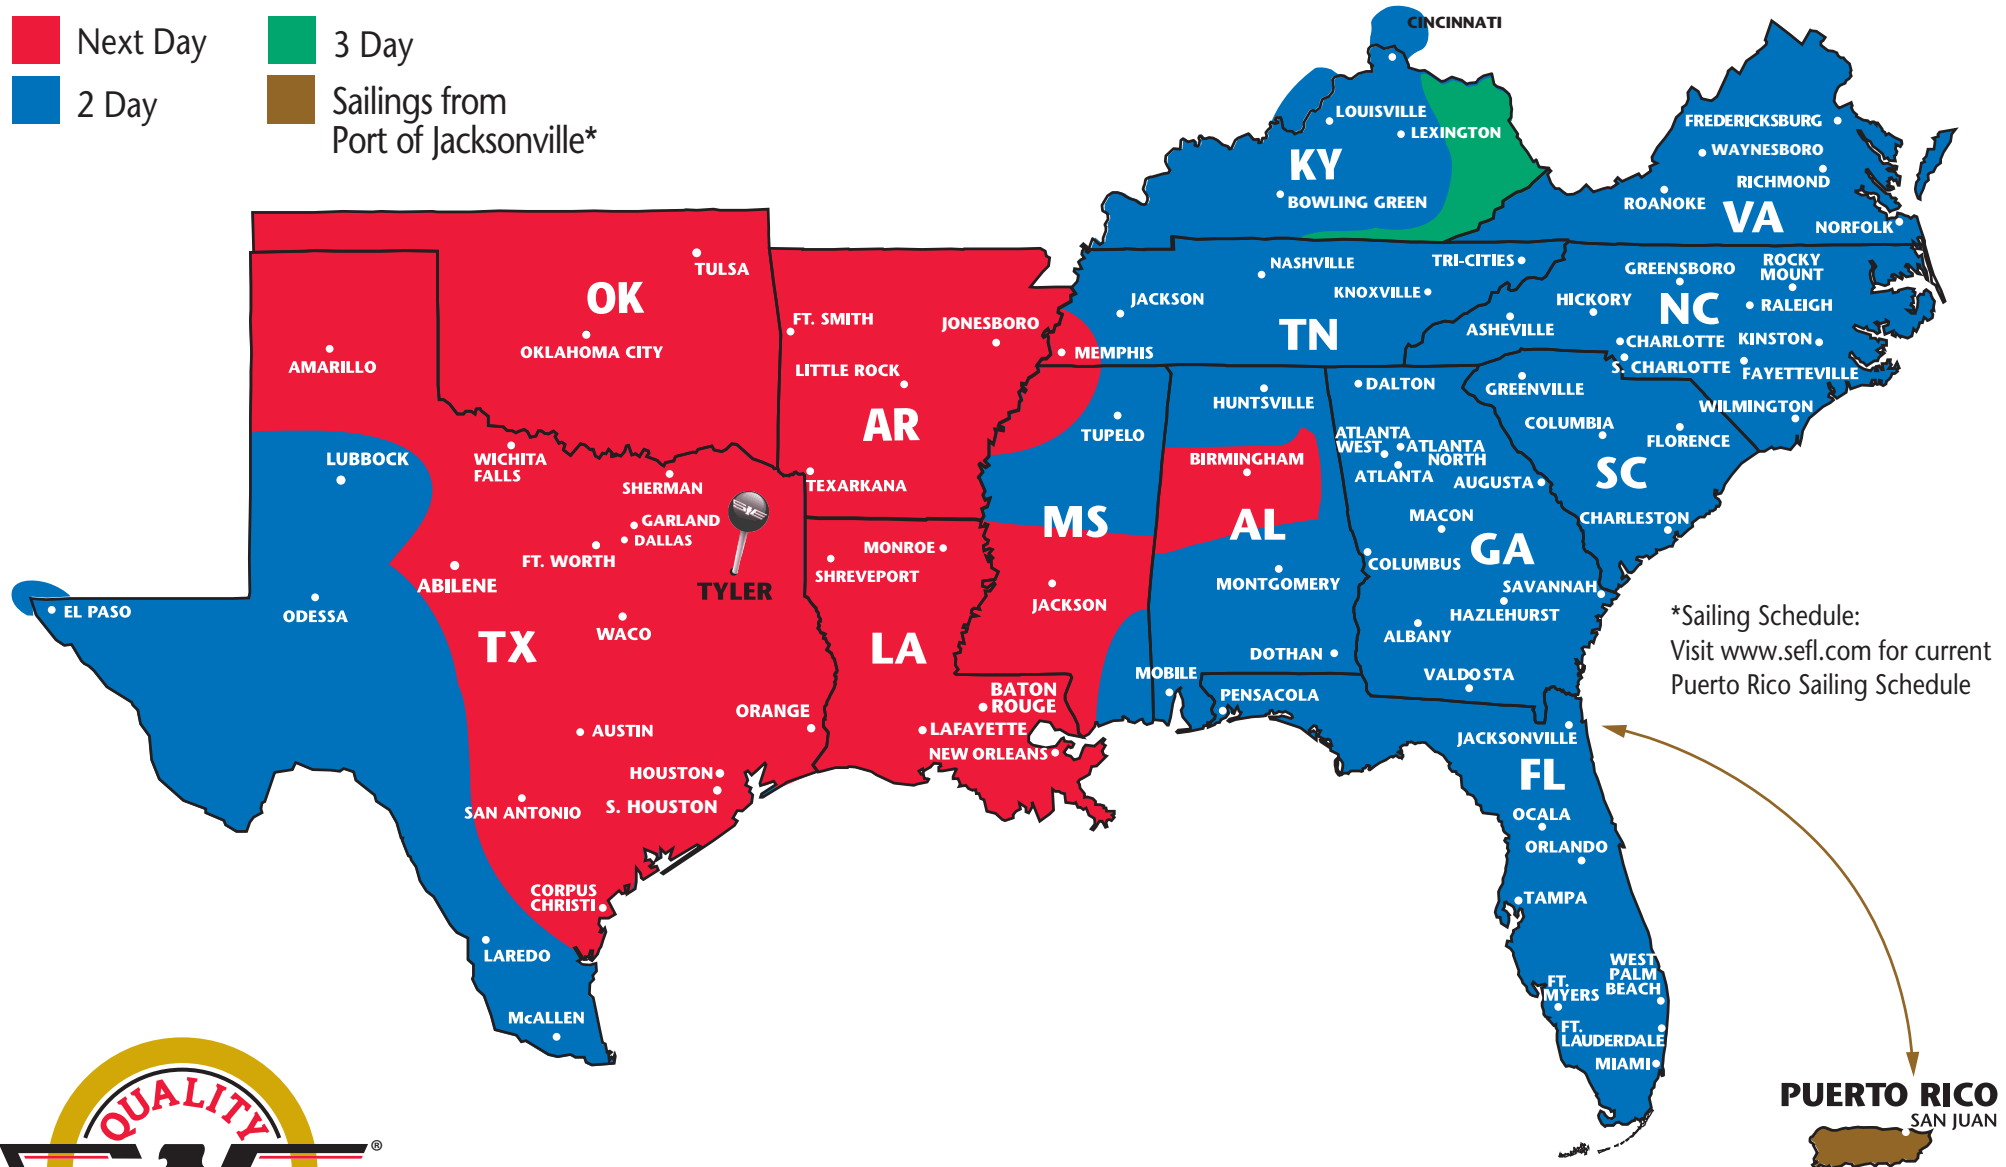 Next Day
2 Day
3 Day
Sailings from
Port of Jacksonville*
CINCINNATI
LOUISVILLE
LEXINGTON
KY
BOWLING GREEN
FREDERICKSBURG
WAYNESBORO
RICHMOND
ROANOKE
VA
NORFOLK
TULSA
OK
OKLAHOMA CITY
AMARILLO
FT. SMITH
JONESBORO
LITTLE ROCK
AR
TEXARKANA
NASHVILLE
TRI-CITIES
KNOXVILLE
JACKSON
TN
MEMPHIS
GREENSBORO
ROCKY
MOUNT
HICKORY
NC
RALEIGH
ASHEVILLE
CHARLOTTE
KINSTON
S. CHARLOTTE
FAYETTEVILLE
WILMINGTON
GREENVILLE
COLUMBIA
FLORENCE
SC
CHARLESTON
LUBBOCK
WICHITA
FALLS
SHERMAN
GARLAND
DALLAS
FT. WORTH
ABILENE
TYLER
EL PASO
ODESSA
WACO
TX
AUSTIN
ORANGE
HOUSTON
S. HOUSTON
SAN ANTONIO
CORPUS
CHRISTI
LAREDO
McALLEN
MONROE
SHREVEPORT
LA
BATON
ROUGE
LAFAYETTE
NEW ORLEANS
TUPELO
MS
JACKSON
HUNTSVILLE
BIRMINGHAM
AL
MONTGOMERY
DOTHAN
MOBILE
DALTON
ATLANTA
WEST
ATLANTA
NORTH
ATLANTA
AUGUSTA
MACON
GA
COLUMBUS
SAVANNAH
HAZLEHURST
ALBANY
VALDOSTA
PENSACOLA
JACKSONVILLE
FL
OCALA
ORLANDO
TAMPA
WEST
PALM
BEACH
FT.
MYERS
FT.
LAUDERDALE
MIAMI
*Sailing Schedule:
Visit www.sefl.com for current
Puerto Rico Sailing Schedule
PUERTO RICO
SAN JUAN
QUALITY
®